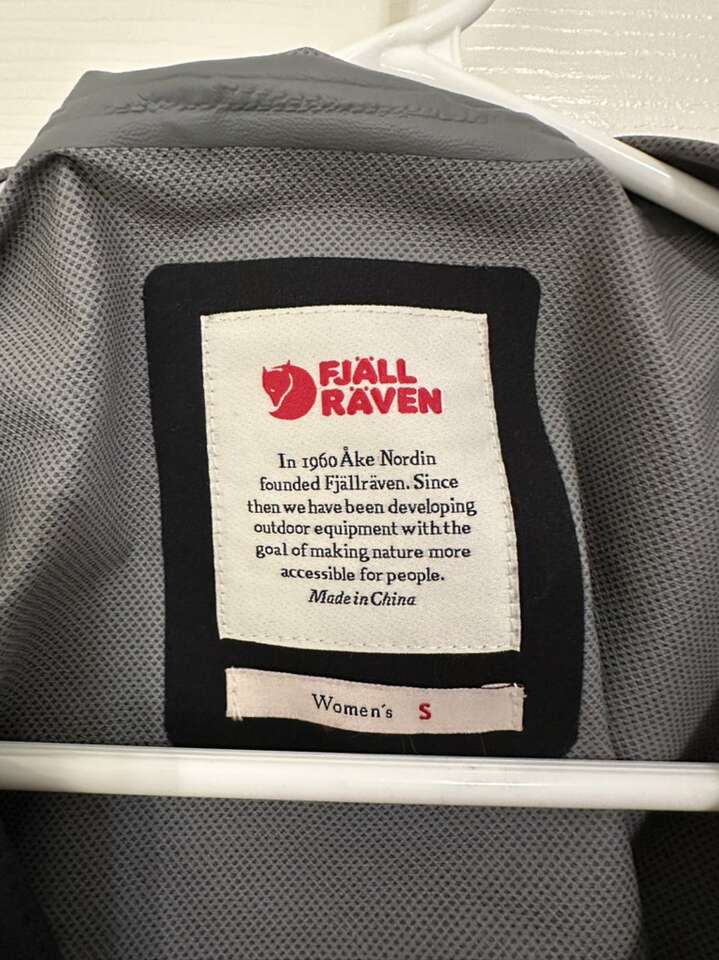 FJÄLL
RÄVEN
In 1960 Åke Nordin
founded Fjällräven. Since
then we have been developing
outdoor equipment with the
goal of making nature more
accessible for people.
Made in China
Women's S